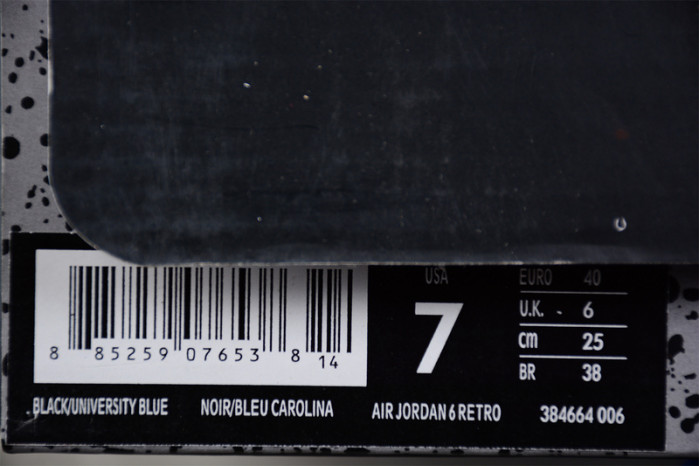 USA
7
EURO 40
U.K. - 6
cm 25
BR 38
8 85259 07653 8 14
BLACK/UNIVERSITY BLUE NOIR/BLEU CAROLINA AIR JORDAN 6 RETRO 384664 006